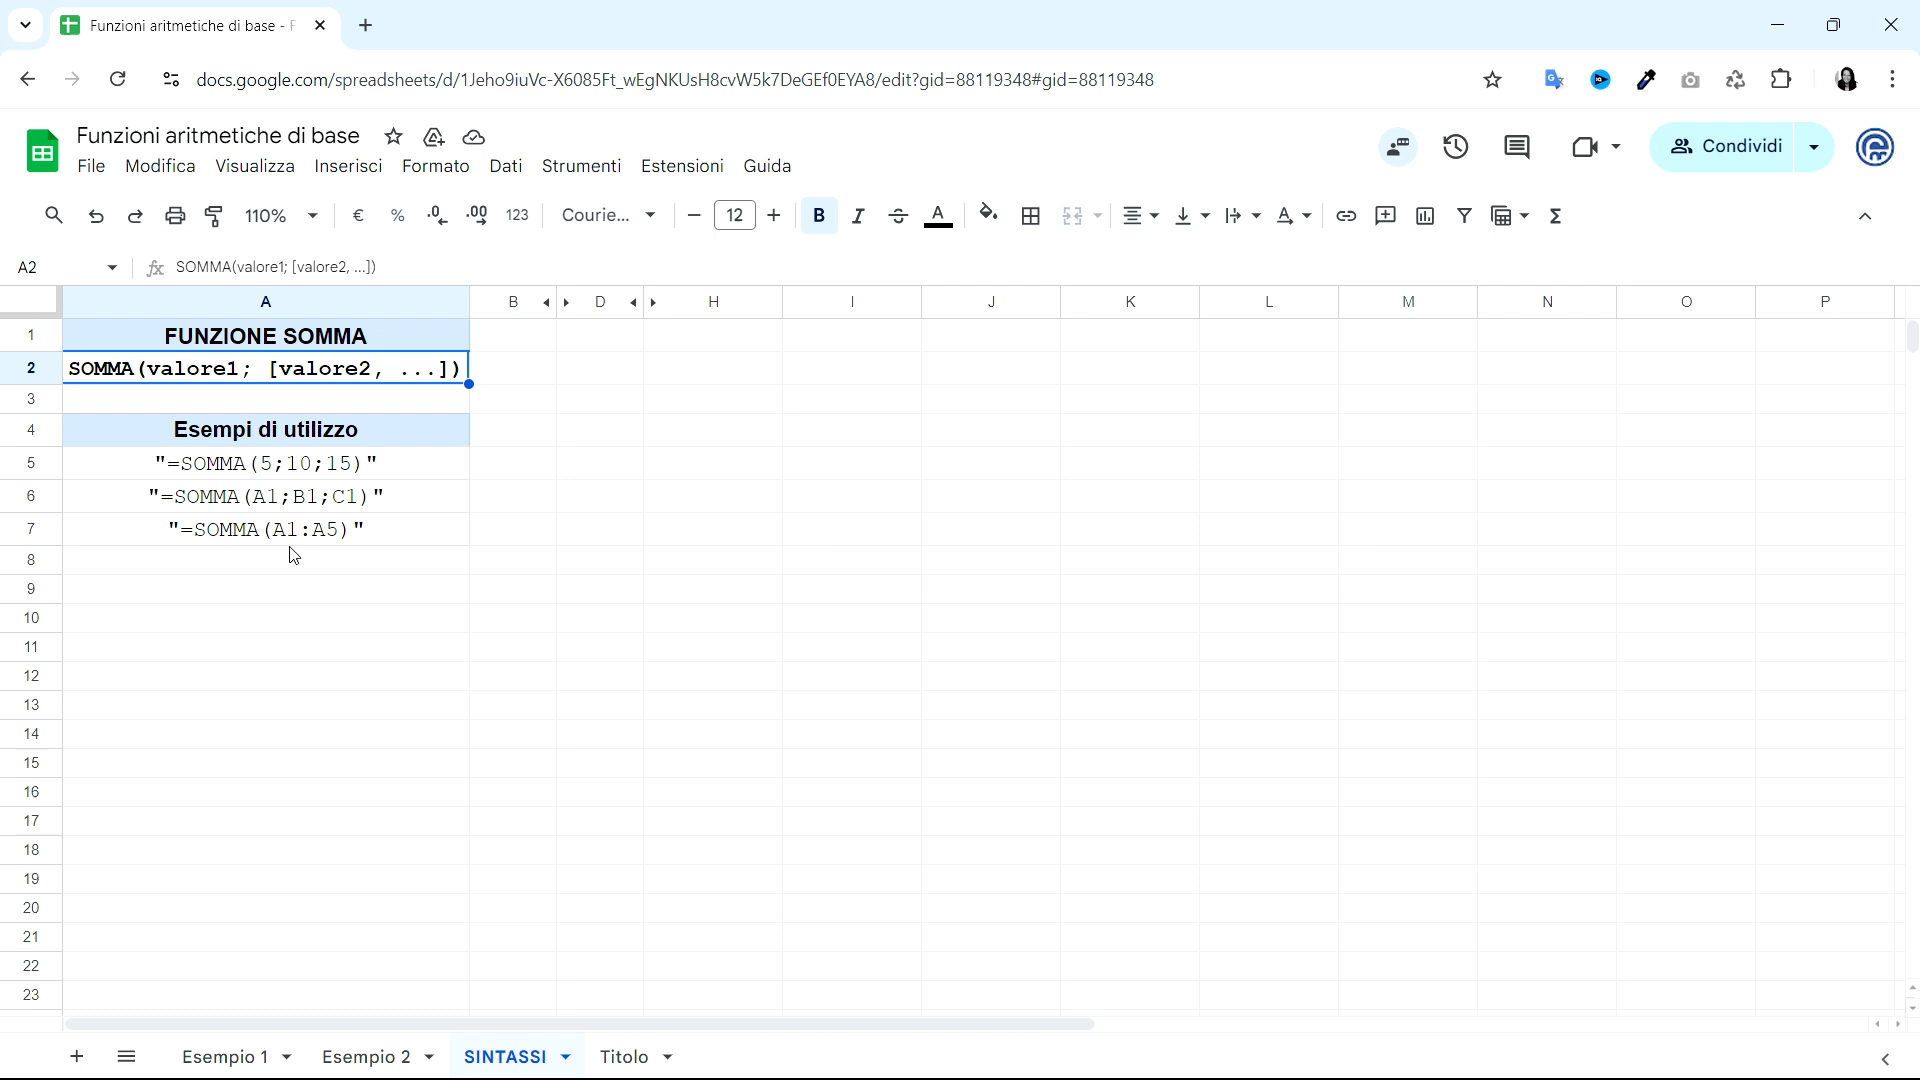 Funzioni aritmetiche di base - F
docs.google.com/spreadsheets/d/1Jeho9iuVc-X6085Ft_wEgNKUsH8cvW5k7DeGEf0EYA8/edit?gid=88119348#gid=88119348
Funzioni aritmetiche di base
File Modifica Visualizza Inserisci Formato Dati Strumenti Estensioni Guida
Condividi
110% € % .0 .00 123 Courie... 12 B I A Σ
A2 fx SOMMA(valore1; [valore2, ...])
A B D H I J K L M N O P
1 FUNZIONE SOMMA
2 SOMMA(valore1; [valore2, ...])
3
4 Esempi di utilizzo
5 "=SOMMA(5;10;15)"
6 "=SOMMA(A1;B1;C1)"
7 "=SOMMA(A1:A5)"
8
9
10
11
12
13
14
15
16
17
18
19
20
21
22
23
Esempio 1 Esempio 2 SINTASSI Titolo